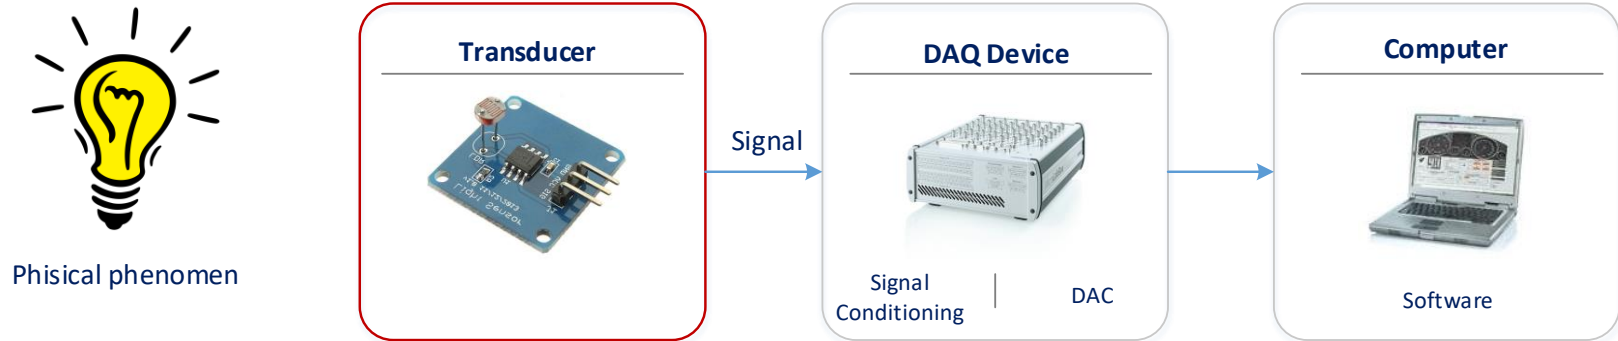 Transducer
DAQ Device
Computer
Signal
Phisical phenomen
Signal
Conditioning
DAC
Software